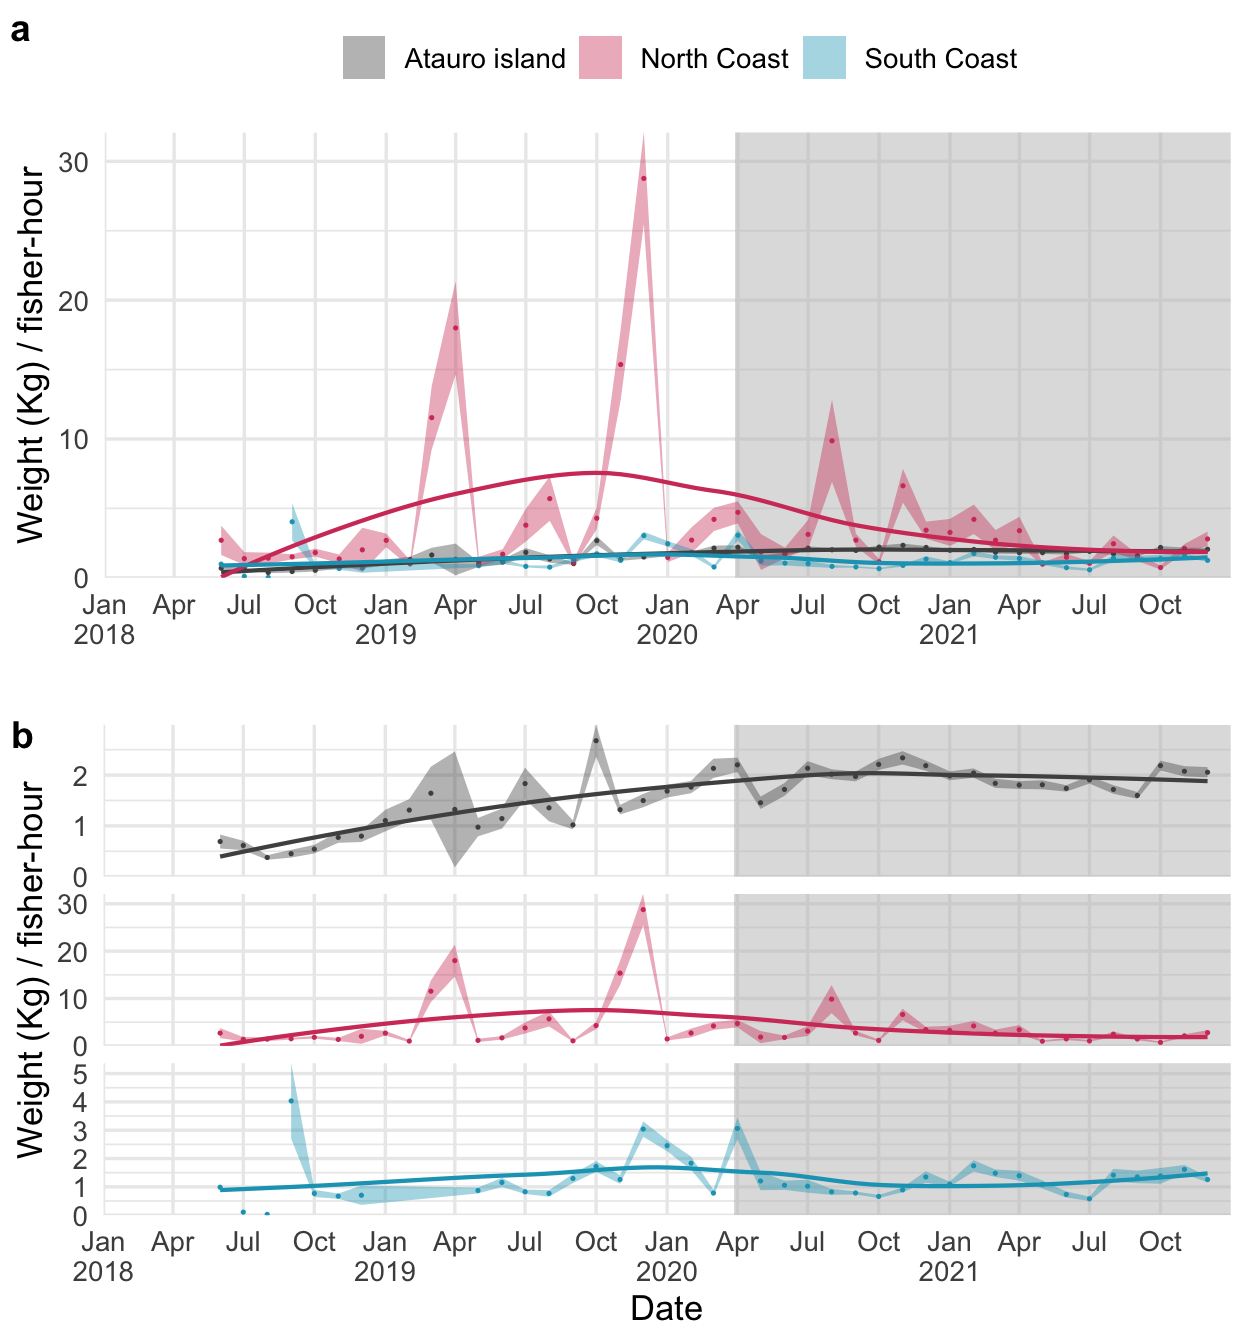 a
Atauro island North Coast South Coast
Weight (Kg) / fisher-hour
30
20
10
0
Jan Apr Jul Oct Jan Apr Jul Oct Jan Apr Jul Oct Jan Apr Jul Oct
2018 2019 2020 2021
b
Weight (Kg) / fisher-hour
2
1
0
30
20
10
0
5
4
3
2
1
0
Jan Apr Jul Oct Jan Apr Jul Oct Jan Apr Jul Oct Jan Apr Jul Oct
2018 2019 2020 2021
Date